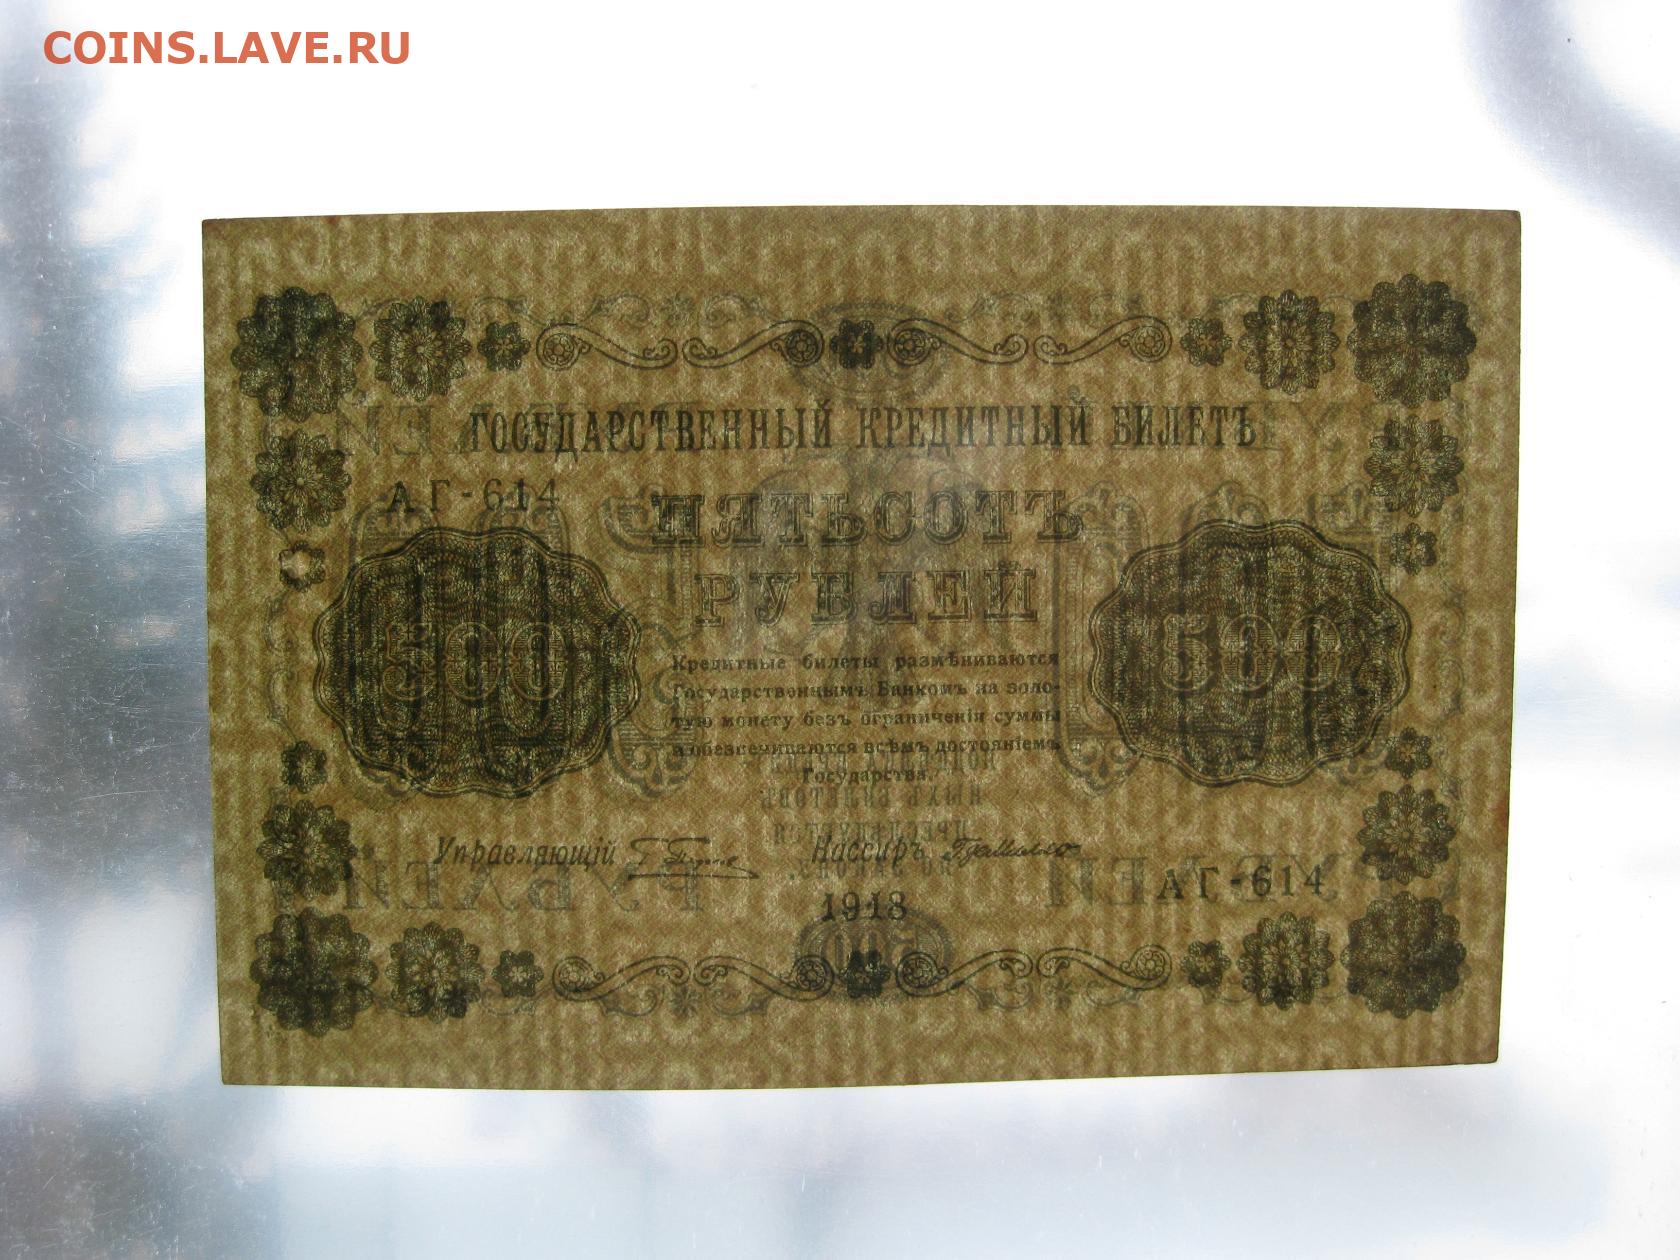 COINS.LAVE.RU
ГОСУДАРСТВЕННЫЙ КРЕДИТНЫЙ БИЛЕТЪ
АГ-614
ПЯТЬСОТЪ
РУБЛЕЙ
500
500
Кредитные билеты размѣниваются
Государственнымъ Банкомъ на золо-
тую монету безъ ограниченія суммы
и обезпечиваются всѣмъ достояніемъ
Государства.
Управляющій
Кассиръ
АГ-614
1918
500